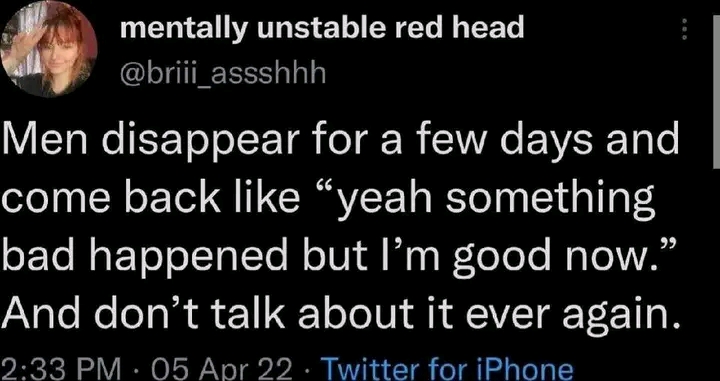 mentally unstable red head
@briii_assshhh
Men disappear for a few days and
come back like “yeah something
bad happened but I’m good now.”
And don’t talk about it ever again.
2:33 PM · 05 Apr 22 · Twitter for iPhone